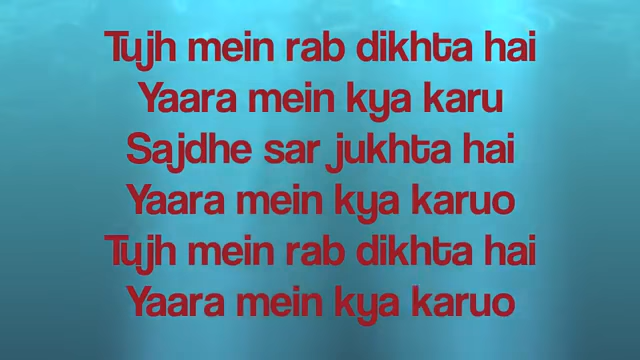 Tujh mein rab dikhta hai
Yaara mein kya karu
Sajdhe sar jukhta hai
Yaara mein kya karuo
Tujh mein rab dikhta hai
Yaara mein kya karuo